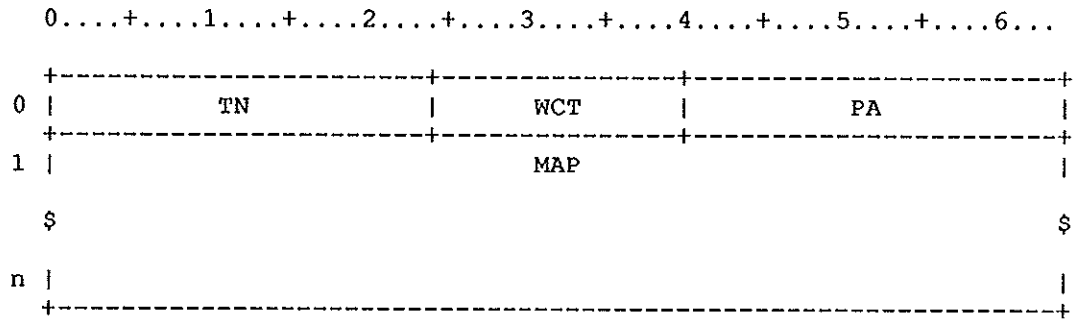 0....+....1....+....2....+....3....+....4....+....5....+....6...
+------------------------+---------------+------------------------+
0 | TN | WCT | PA |
+------------------------+---------------+------------------------+
1 | MAP |
$ $
n | |
+-----------------------------------------------------------------+